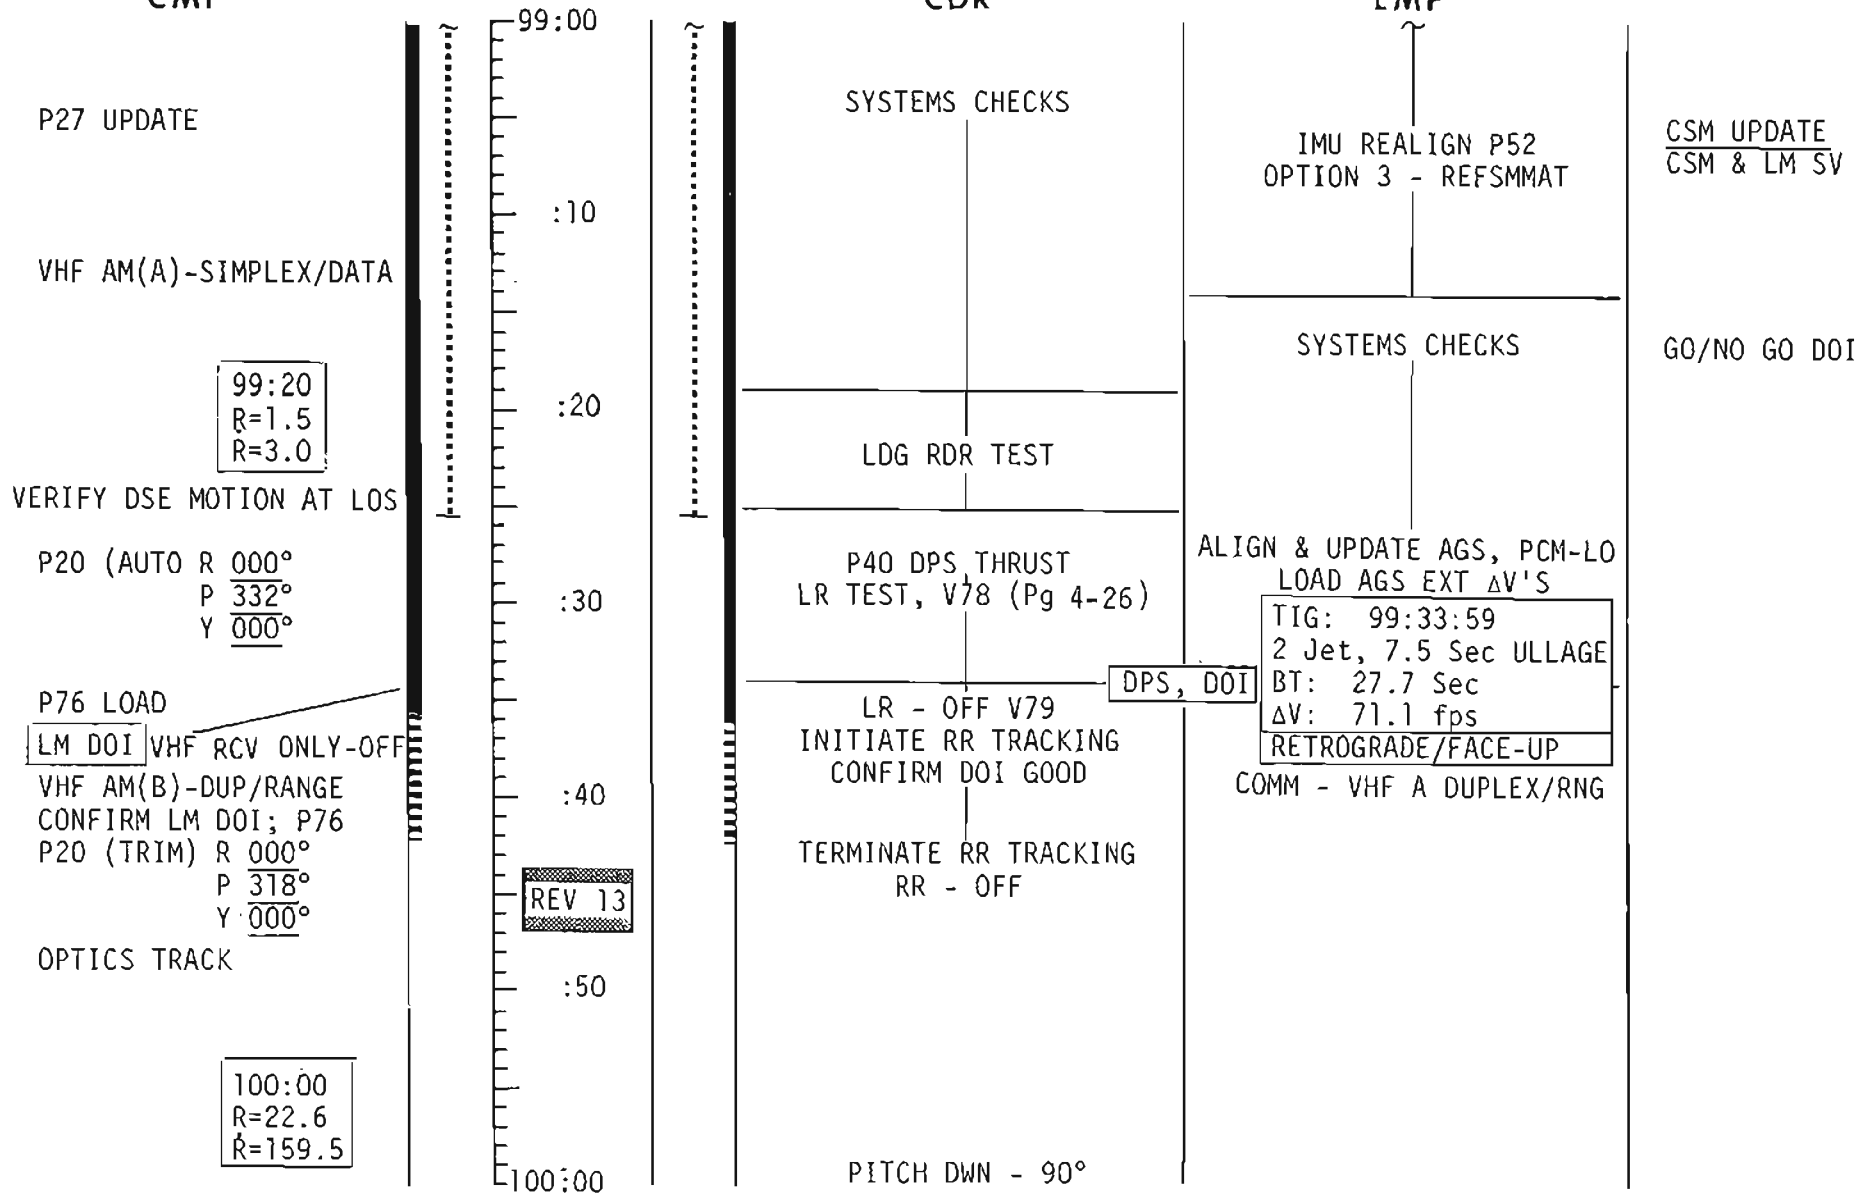 CMP
CDR
LMP
P27 UPDATE
VHF AM(A)-SIMPLEX/DATA
99:20
R=1.5
Ṙ=3.0
VERIFY DSE MOTION AT LOS
P20 (AUTO R 000°
P 332°
Y 000°
P76 LOAD
LM DOI VHF RCV ONLY-OFF
VHF AM(B)-DUP/RANGE
CONFIRM LM DOI; P76
P20 (TRIM) R 000°
P 318°
Y 000°
OPTICS TRACK
100:00
R=22.6
Ṙ=159.5
99:00
:10
:20
:30
:40
REV 13
:50
100:00
SYSTEMS CHECKS
LDG RDR TEST
P40 DPS THRUST
LR TEST, V78 (Pg 4-26)
LR - OFF V79
INITIATE RR TRACKING
CONFIRM DOI GOOD
TERMINATE RR TRACKING
RR - OFF
PITCH DWN - 90°
IMU REALIGN P52
OPTION 3 - REFSMMAT
SYSTEMS CHECKS
ALIGN & UPDATE AGS, PCM-LO
LOAD AGS EXT ΔV'S
DPS, DOI
TIG: 99:33:59
2 Jet, 7.5 Sec ULLAGE
BT: 27.7 Sec
ΔV: 71.1 fps
RETROGRADE/FACE-UP
COMM - VHF A DUPLEX/RNG
CSM UPDATE
CSM & LM SV
GO/NO GO DOI